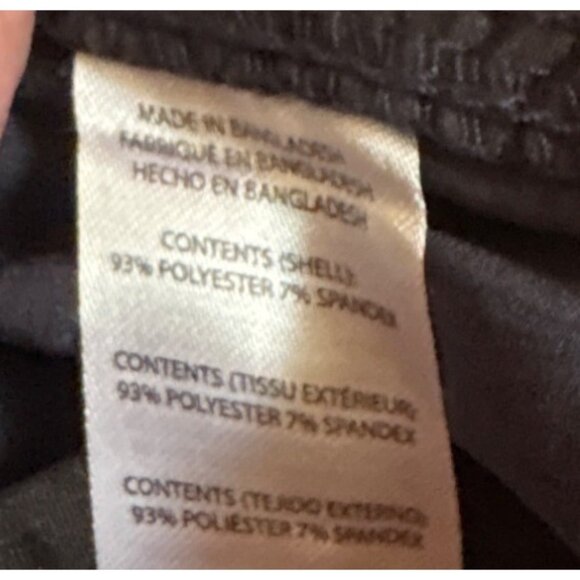 MADE IN BANGLADESH
FABRIQUÉ EN BANGLADESH
HECHO EN BANGLADESH
CONTENTS (SHELL):
93% POLYESTER 7% SPANDEX
CONTENTS (TISSU EXTÉRIEUR):
93% POLYESTER 7% SPANDEX
CONTENTS (TEJIDO EXTERNO):
93% POLIÉSTER 7% SPANDEX